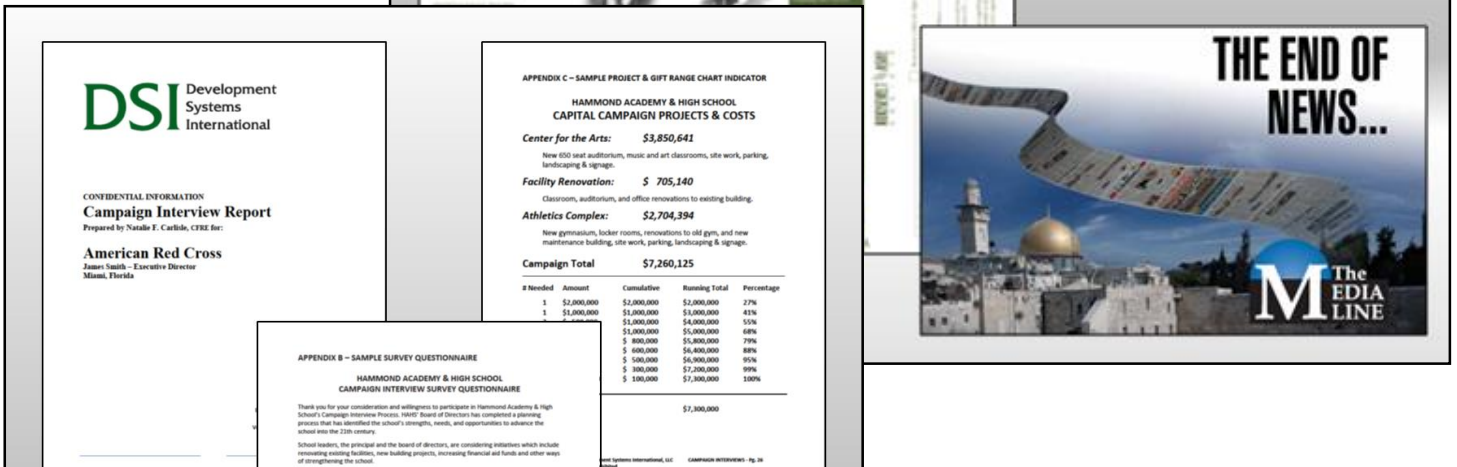 DSI Development
Systems
International
CONFIDENTIAL INFORMATION
Campaign Interview Report
Prepared by Natalie F. Carlisle, CFRE for:
American Red Cross
James Smith – Executive Director
Miami, Florida
APPENDIX C – SAMPLE PROJECT & GIFT RANGE CHART INDICATOR
HAMMOND ACADEMY & HIGH SCHOOL
CAPITAL CAMPAIGN PROJECTS & COSTS
Center for the Arts: $3,850,641
New 650 seat auditorium, music and art classrooms, site work, parking,
landscaping & signage.
Facility Renovation: $ 705,140
Classroom, auditorium, and office renovations to existing building.
Athletics Complex: $2,704,394
New gymnasium, locker rooms, renovations to old gym, and new
maintenance building, site work, parking, landscaping & signage.
Campaign Total $7,260,125
# Needed Amount Cumulative Running Total Percentage
1 $2,000,000 $2,000,000 $2,000,000 27%
1 $1,000,000 $1,000,000 $3,000,000 41%
$1,000,000 $4,000,000 55%
$1,000,000 $5,000,000 68%
$ 800,000 $5,800,000 79%
$ 600,000 $6,400,000 88%
$ 500,000 $6,900,000 95%
$ 300,000 $7,200,000 99%
$ 100,000 $7,300,000 100%
$7,300,000
Systems International, LLC CAMPAIGN INTERVIEWS - Pg. 26
APPENDIX B – SAMPLE SURVEY QUESTIONNAIRE
HAMMOND ACADEMY & HIGH SCHOOL
CAMPAIGN INTERVIEW SURVEY QUESTIONNAIRE
Thank you for your consideration and willingness to participate in Hammond Academy & High
School's Campaign Interview Process. HAHS' Board of Directors has completed a planning
process that has identified the school's strengths, needs, and opportunities to advance the
school into the 21th century.
School leaders, the principal and the board of directors, are considering initiatives which include
renovating existing facilities, new building projects, increasing financial aid funds and other ways
of strengthening the school.
THE END OF
NEWS...
The
MEDIA
LINE